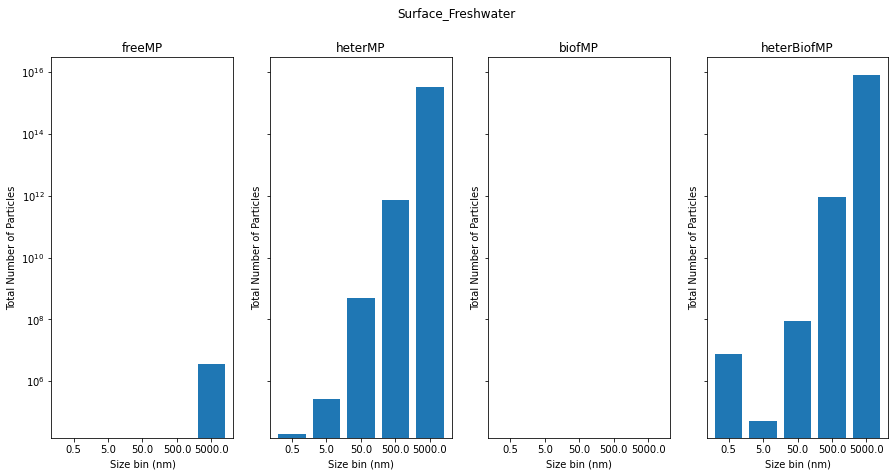 Surface_Freshwater
freeMP
heterMP
biofMP
heterBiofMP
Total Number of Particles
10^16
10^14
10^12
10^10
10^8
10^6
Total Number of Particles
Total Number of Particles
Total Number of Particles
0.5 5.0 50.0 500.0 5000.0
0.5 5.0 50.0 500.0 5000.0
0.5 5.0 50.0 500.0 5000.0
0.5 5.0 50.0 500.0 5000.0
Size bin (nm)
Size bin (nm)
Size bin (nm)
Size bin (nm)